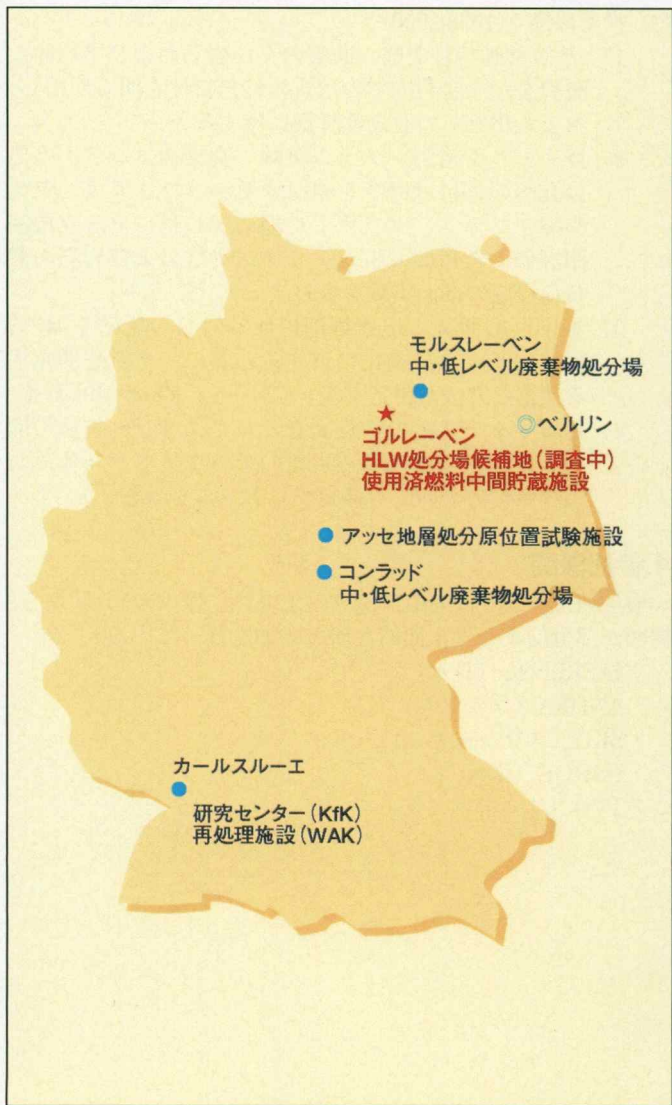 モルスレーベン
中・低レベル廃棄物処分場
ベルリン
ゴルレーベン
HLW処分場候補地(調査中)
使用済燃料中間貯蔵施設
アッセ地層処分原位置試験施設
コンラッド
中・低レベル廃棄物処分場
カールスルーエ
研究センター(KfK)
再処理施設(WAK)